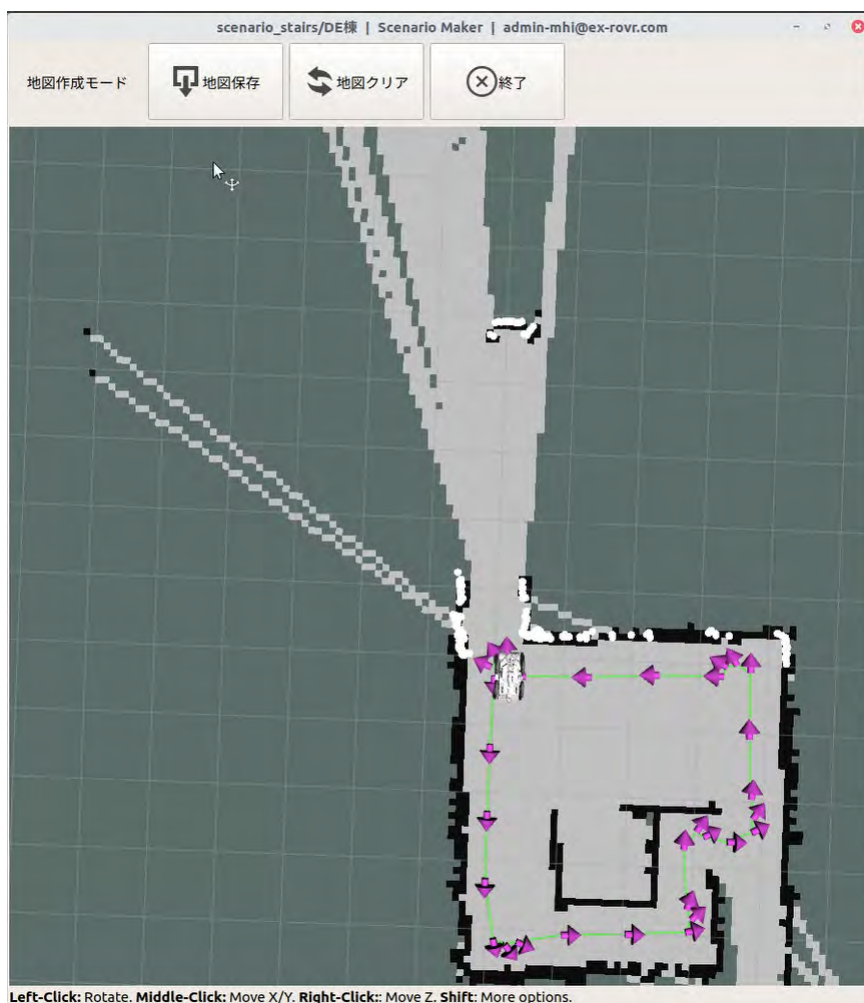 scenario_stairs/DE棟 | Scenario Maker | admin-mhi@ex-rovr.com
地図作成モード 地図保存 地図クリア 終了
Left-Click: Rotate. Middle-Click: Move X/Y. Right-Click:: Move Z. Shift: More options.